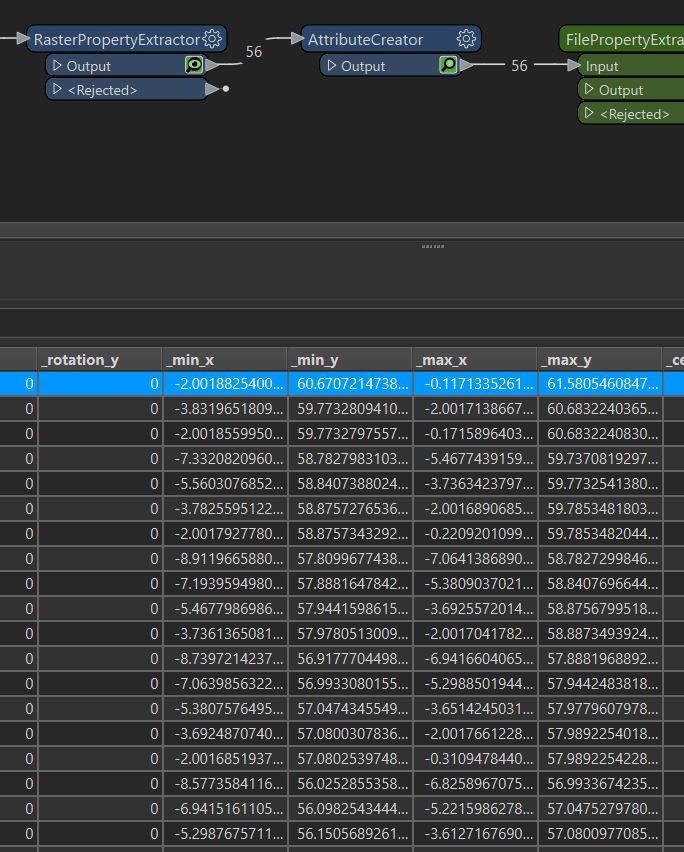 RasterPropertyExtractor
56
AttributeCreator
FilePropertyExtra
Output
Output
56
Input
<Rejected>
Output
<Rejected>
_rotation_y _min_x _min_y _max_x _max_y _ce
0 0 -2.0018825400... 60.6707214738... -0.1171335261... 61.5805460847...
0 0 -3.8319651809... 59.7732809410... -2.0017138667... 60.6832240365...
0 0 -2.0018559950... 59.7732797557... -0.1715896403... 60.6832240830...
0 0 -7.3320820960... 58.7827983103... -5.4677439159... 59.7370819297...
0 0 -5.5603076852... 58.8407388024... -3.7363423797... 59.7732541380...
0 0 -3.7825595122... 58.8757276536... -2.0016890685... 59.7853481803...
0 0 -2.0017927780... 58.8757343292... -0.2209201099... 59.7853482044...
0 0 -8.9119665880... 57.8099677438... -7.0641386890... 58.7827299846...
0 0 -7.1939594980... 57.8881647842... -5.3809037021... 58.8407696644...
0 0 -5.4677986986... 57.9441598615... -3.6925572014... 58.8756799518...
0 0 -3.7361365081... 57.9780513009... -2.0017041782... 58.8873493924...
0 0 -8.7397214237... 56.9177704498... -6.9416604065... 57.8881968892...
0 0 -7.0639856322... 56.9933080155... -5.2988501944... 57.9442483818...
0 0 -5.3807576495... 57.0474345549... -3.6514245031... 57.9779607978...
0 0 -3.6924870740... 57.0800307836... -2.0017661228... 57.9892254018...
0 0 -2.0016851937... 57.0802539748... -0.3109478440... 57.9892254228...
0 0 -8.5773584116... 56.0252855358... -6.8258967075... 56.9933674235...
0 0 -6.9415161105... 56.0982543444... -5.2215986278... 57.0475279780...
0 0 -5.2987675711... 56.1505689261... -3.6127167690... 57.0800977085...